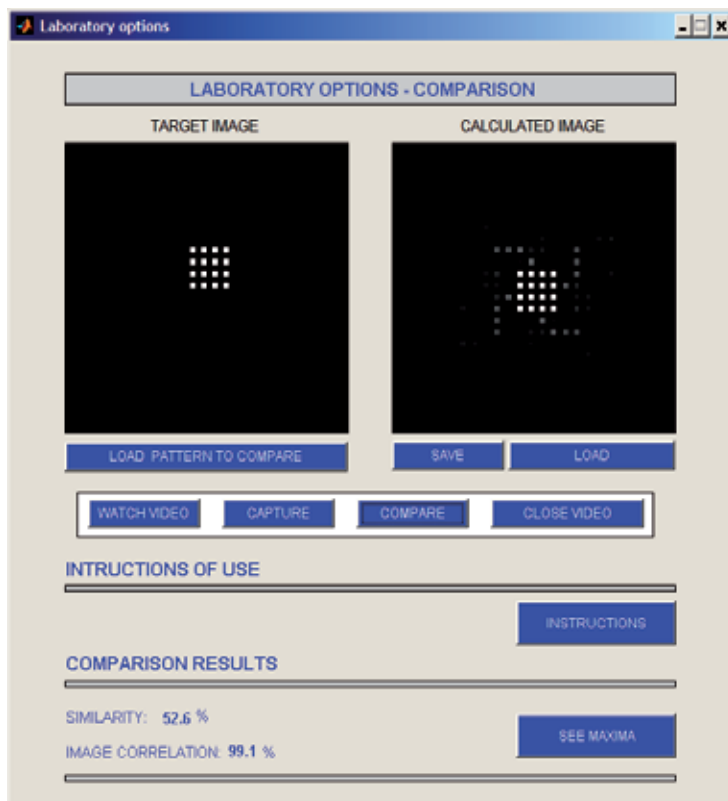 Laboratory options
LABORATORY OPTIONS - COMPARISON
TARGET IMAGE
CALCULATED IMAGE
LOAD PATTERN TO COMPARE
SAVE
LOAD
WATCH VIDEO
CAPTURE
COMPARE
CLOSE VIDEO
INTRUCTIONS OF USE
INSTRUCTIONS
COMPARISON RESULTS
SIMILARITY: 52.6 %
SEE MAXIMA
IMAGE CORRELATION: 99.1 %